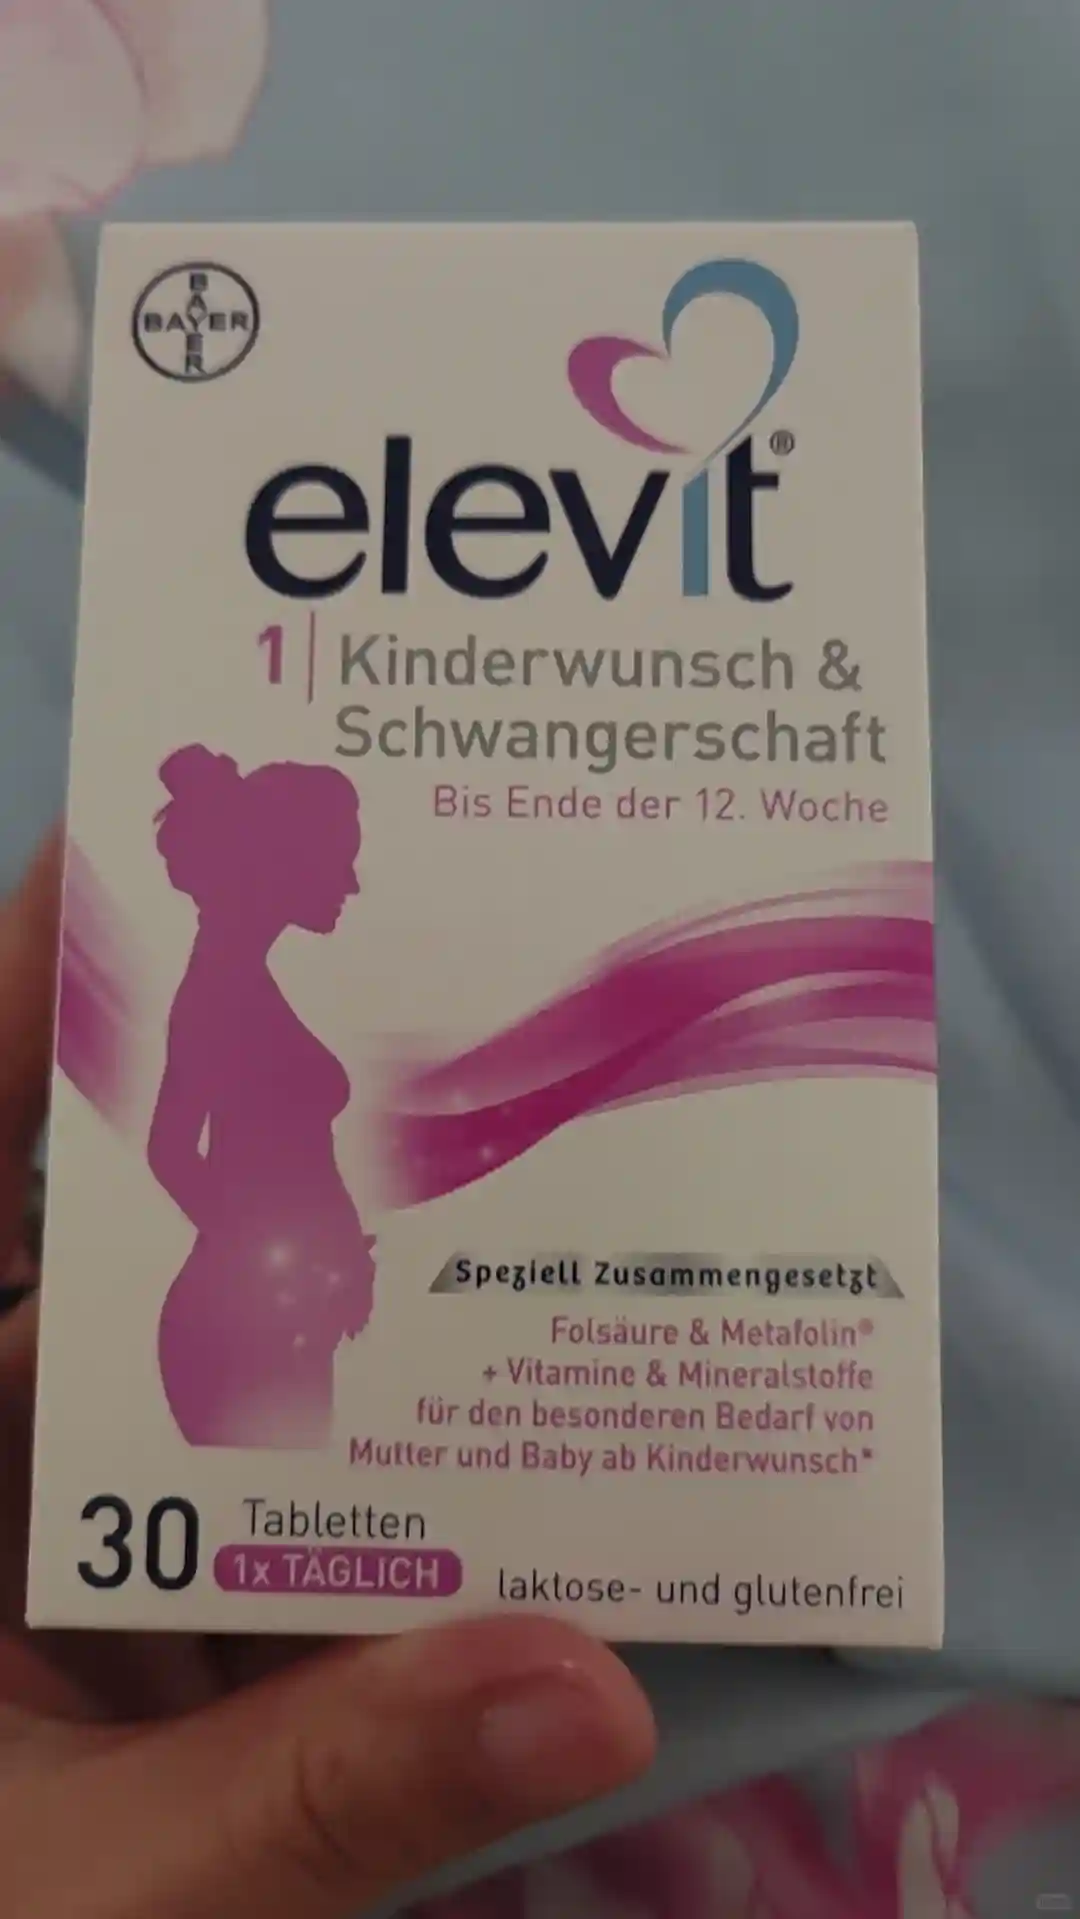 BAYER
BAYER
elevit®
1 | Kinderwunsch &
Schwangerschaft
Bis Ende der 12. Woche
Speziell Zusammengesetzt
Folsäure & Metafolin®
+ Vitamine & Mineralstoffe
für den besonderen Bedarf von
Mutter und Baby ab Kinderwunsch*
30 Tabletten
1x TÄGLICH
laktose- und glutenfrei